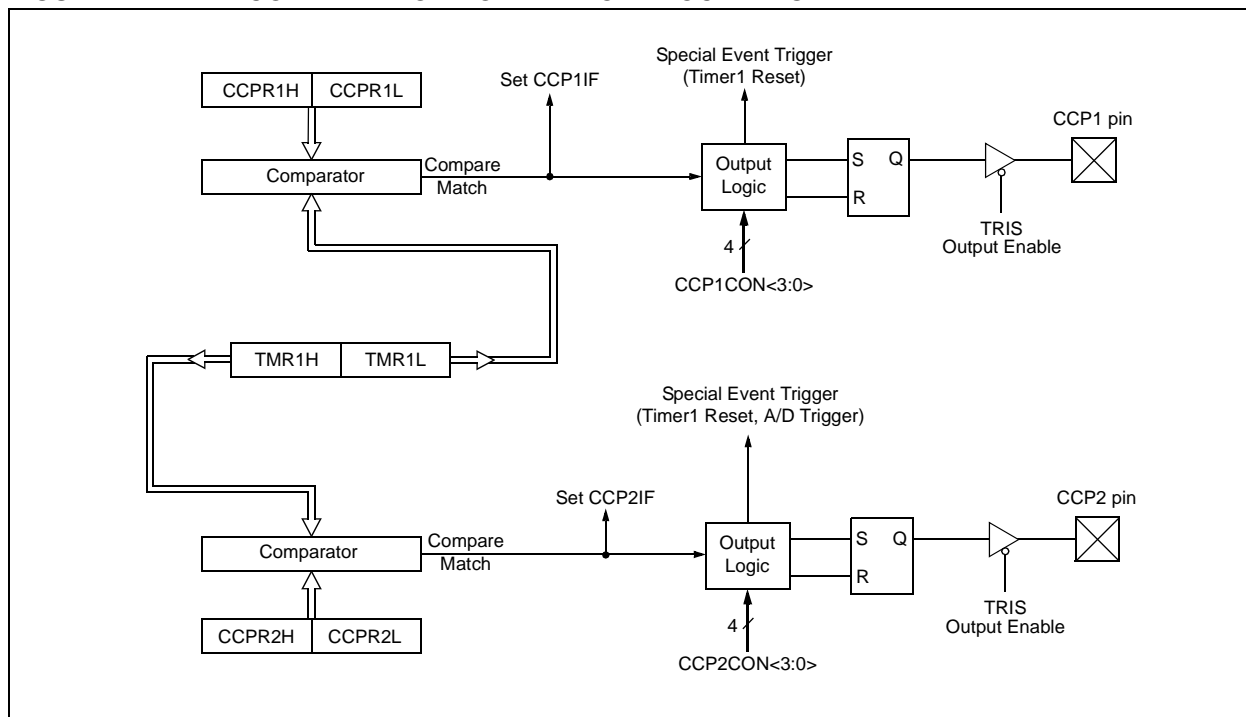 CCPR1H CCPR1L
Set CCP1IF
Special Event Trigger
(Timer1 Reset)
CCP1 pin
Comparator
Compare
Match
Output
Logic
S Q
R
TRIS
Output Enable
4
CCP1CON<3:0>
TMR1H TMR1L
Special Event Trigger
(Timer1 Reset, A/D Trigger)
Set CCP2IF
CCP2 pin
Comparator
Compare
Match
Output
Logic
S Q
R
TRIS
Output Enable
4
CCPR2H CCPR2L
CCP2CON<3:0>